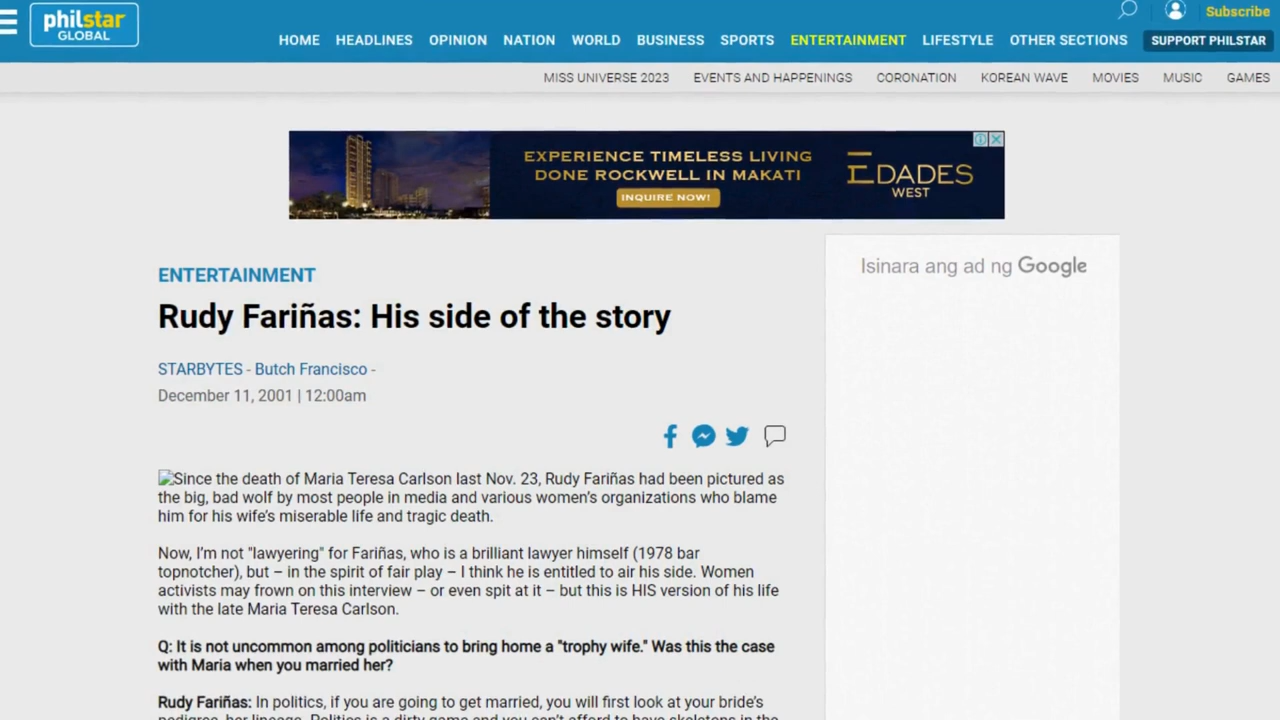 philstar
GLOBAL
Subscribe
HOME HEADLINES OPINION NATION WORLD BUSINESS SPORTS ENTERTAINMENT LIFESTYLE OTHER SECTIONS SUPPORT PHILSTAR
MISS UNIVERSE 2023 EVENTS AND HAPPENINGS CORONATION KOREAN WAVE MOVIES MUSIC GAMES
EXPERIENCE TIMELESS LIVING
DONE ROCKWELL IN MAKATI
INQUIRE NOW!
EDADES
WEST
Isinara ang ad ng Google
ENTERTAINMENT
Rudy Fariñas: His side of the story
STARBYTES - Butch Francisco -
December 11, 2001 | 12:00am
Since the death of Maria Teresa Carlson last Nov. 23, Rudy Fariñas had been pictured as
the big, bad wolf by most people in media and various women's organizations who blame
him for his wife's miserable life and tragic death.
Now, I'm not "lawyering" for Fariñas, who is a brilliant lawyer himself (1978 bar
topnotcher), but – in the spirit of fair play – I think he is entitled to air his side. Women
activists may frown on this interview – or even spit at it – but this is HIS version of his life
with the late Maria Teresa Carlson.
Q: It is not uncommon among politicians to bring home a "trophy wife." Was this the case
with Maria when you married her?
Rudy Fariñas: In politics, if you are going to get married, you will first look at your bride's
pedigree, her lineage. Politics is a dirty game and you can't afford to have skeletons in the